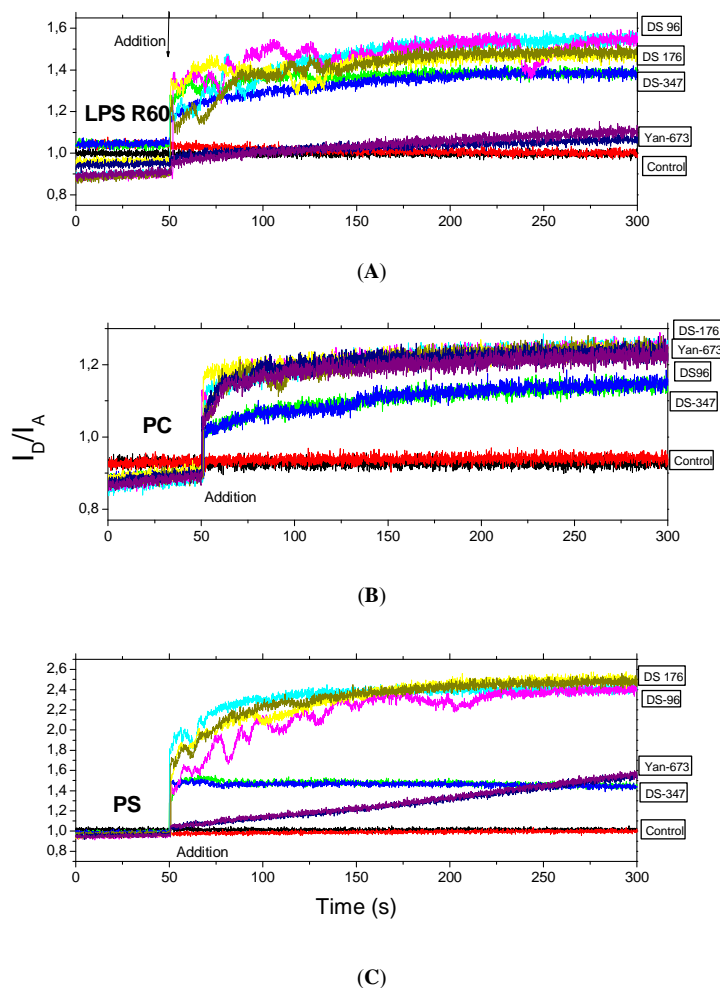 1,6
1,4
1,2
1,0
0,8
Addition
LPS R60
DS 96
DS 176
DS-347
Yan-673
Control
0 50 100 150 200 250 300
(A)
1,2
1,0
0,8
I_D/I_A
PC
Addition
DS-176
Yan-673
DS96
DS-347
Control
0 50 100 150 200 250 300
(B)
2,6
2,4
2,2
2,0
1,8
1,6
1,4
1,2
1,0
0,8
PS
Addition
DS 176
DS-96
Yan-673
DS-347
Control
0 50 100 150 200 250 300
Time (s)
(C)